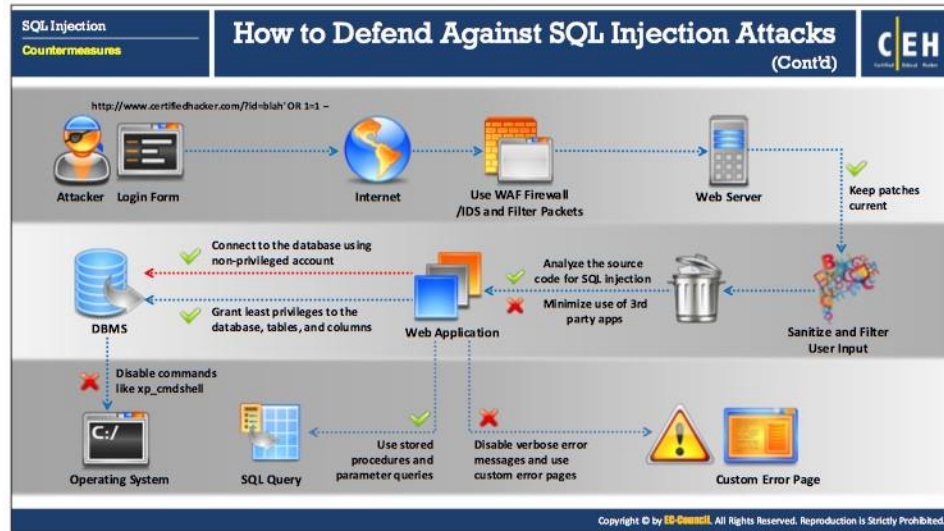 SQL Injection
Countermeasures
How to Defend Against SQL Injection Attacks
(Cont'd)
C|EH
Certified Ethical Hacker
http://www.certifiedhacker.com/?id=blah' OR 1=1 --
Attacker
Login Form
Internet
Use WAF Firewall
/IDS and Filter Packets
Web Server
Keep patches
current
Connect to the database using
non-privileged account
Grant least privileges to the
database, tables, and columns
DBMS
Web Application
Analyze the source
code for SQL injection
Minimize use of 3rd
party apps
Sanitize and Filter
User Input
Disable commands
like xp_cmdshell
C:/
Operating System
SQL Query
Use stored
procedures and
parameter queries
Disable verbose error
messages and use
custom error pages
Custom Error Page
Copyright © by EC-Council. All Rights Reserved. Reproduction is Strictly Prohibited.